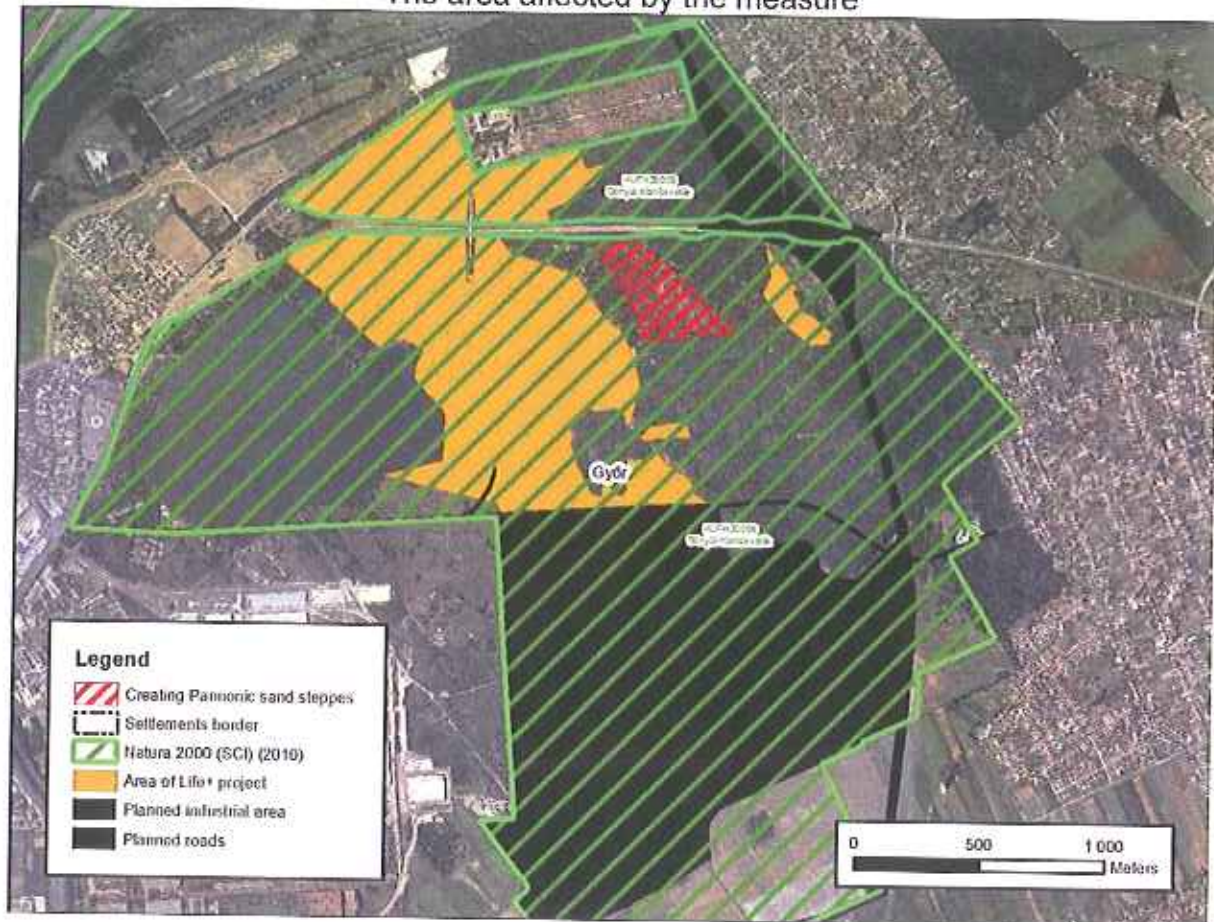 The area affected by the measure
Győr
Legend
Creating Pannonic sand steppes
Settlements border
Natura 2000 (SCI) (2010)
Area of Life+ project
Planned industrial area
Planned roads
0 500 1 000
Meters